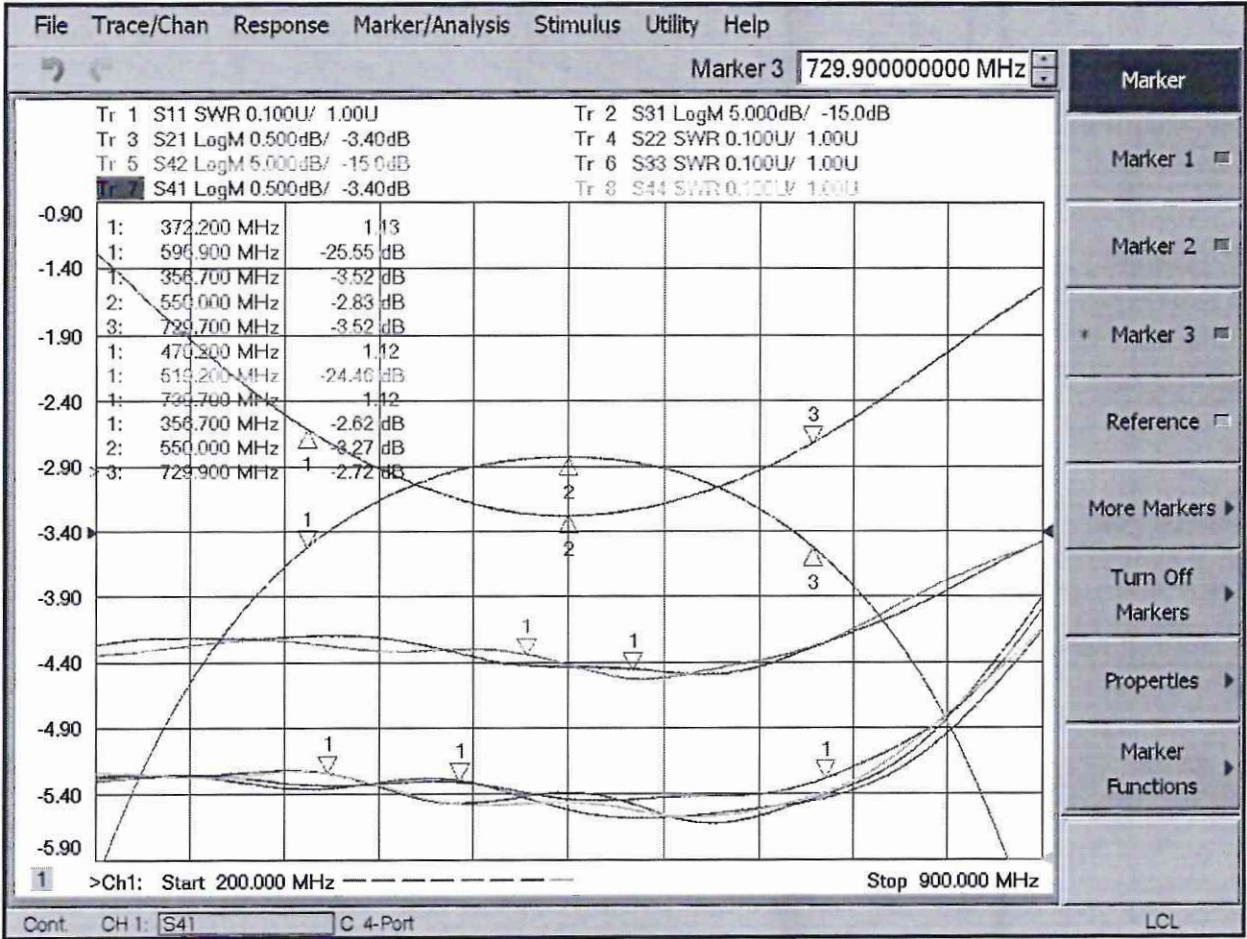 File Trace/Chan Response Marker/Analysis Stimulus Utility Help
Marker 3 729.900000000 MHz
Tr 1 S11 SWR 0.100U/ 1.00U
Tr 2 S31 LogM 5.000dB/ -15.0dB
Tr 3 S21 LogM 0.500dB/ -3.40dB
Tr 4 S22 SWR 0.100U/ 1.00U
Tr 5 S42 LogM 5.000dB/ -15.0dB
Tr 6 S33 SWR 0.100U/ 1.00U
Tr 7 S41 LogM 0.500dB/ -3.40dB
Tr 8 S44 SWR 0.100U/ 1.00U
-0.90
-1.40
-1.90
-2.40
-2.90
-3.40
-3.90
-4.40
-4.90
-5.40
-5.90
1: 372.200 MHz 1.13
1: 596.900 MHz -25.55 dB
1: 356.700 MHz -3.52 dB
2: 550.000 MHz -2.83 dB
3: 729.700 MHz -3.52 dB
1: 470.200 MHz 1.12
1: 519.200 MHz -24.46 dB
1: 739.700 MHz 1.12
1: 356.700 MHz -2.62 dB
2: 550.000 MHz -3.27 dB
>3: 729.900 MHz -2.72 dB
1
1
2
2
3
3
1
1
1
1
1
1 >Ch1: Start 200.000 MHz Stop 900.000 MHz
Cont. CH 1: S41 C 4-Port LCL
Marker
Marker 1
Marker 2
Marker 3
Reference
More Markers
Turn Off
Markers
Properties
Marker
Functions